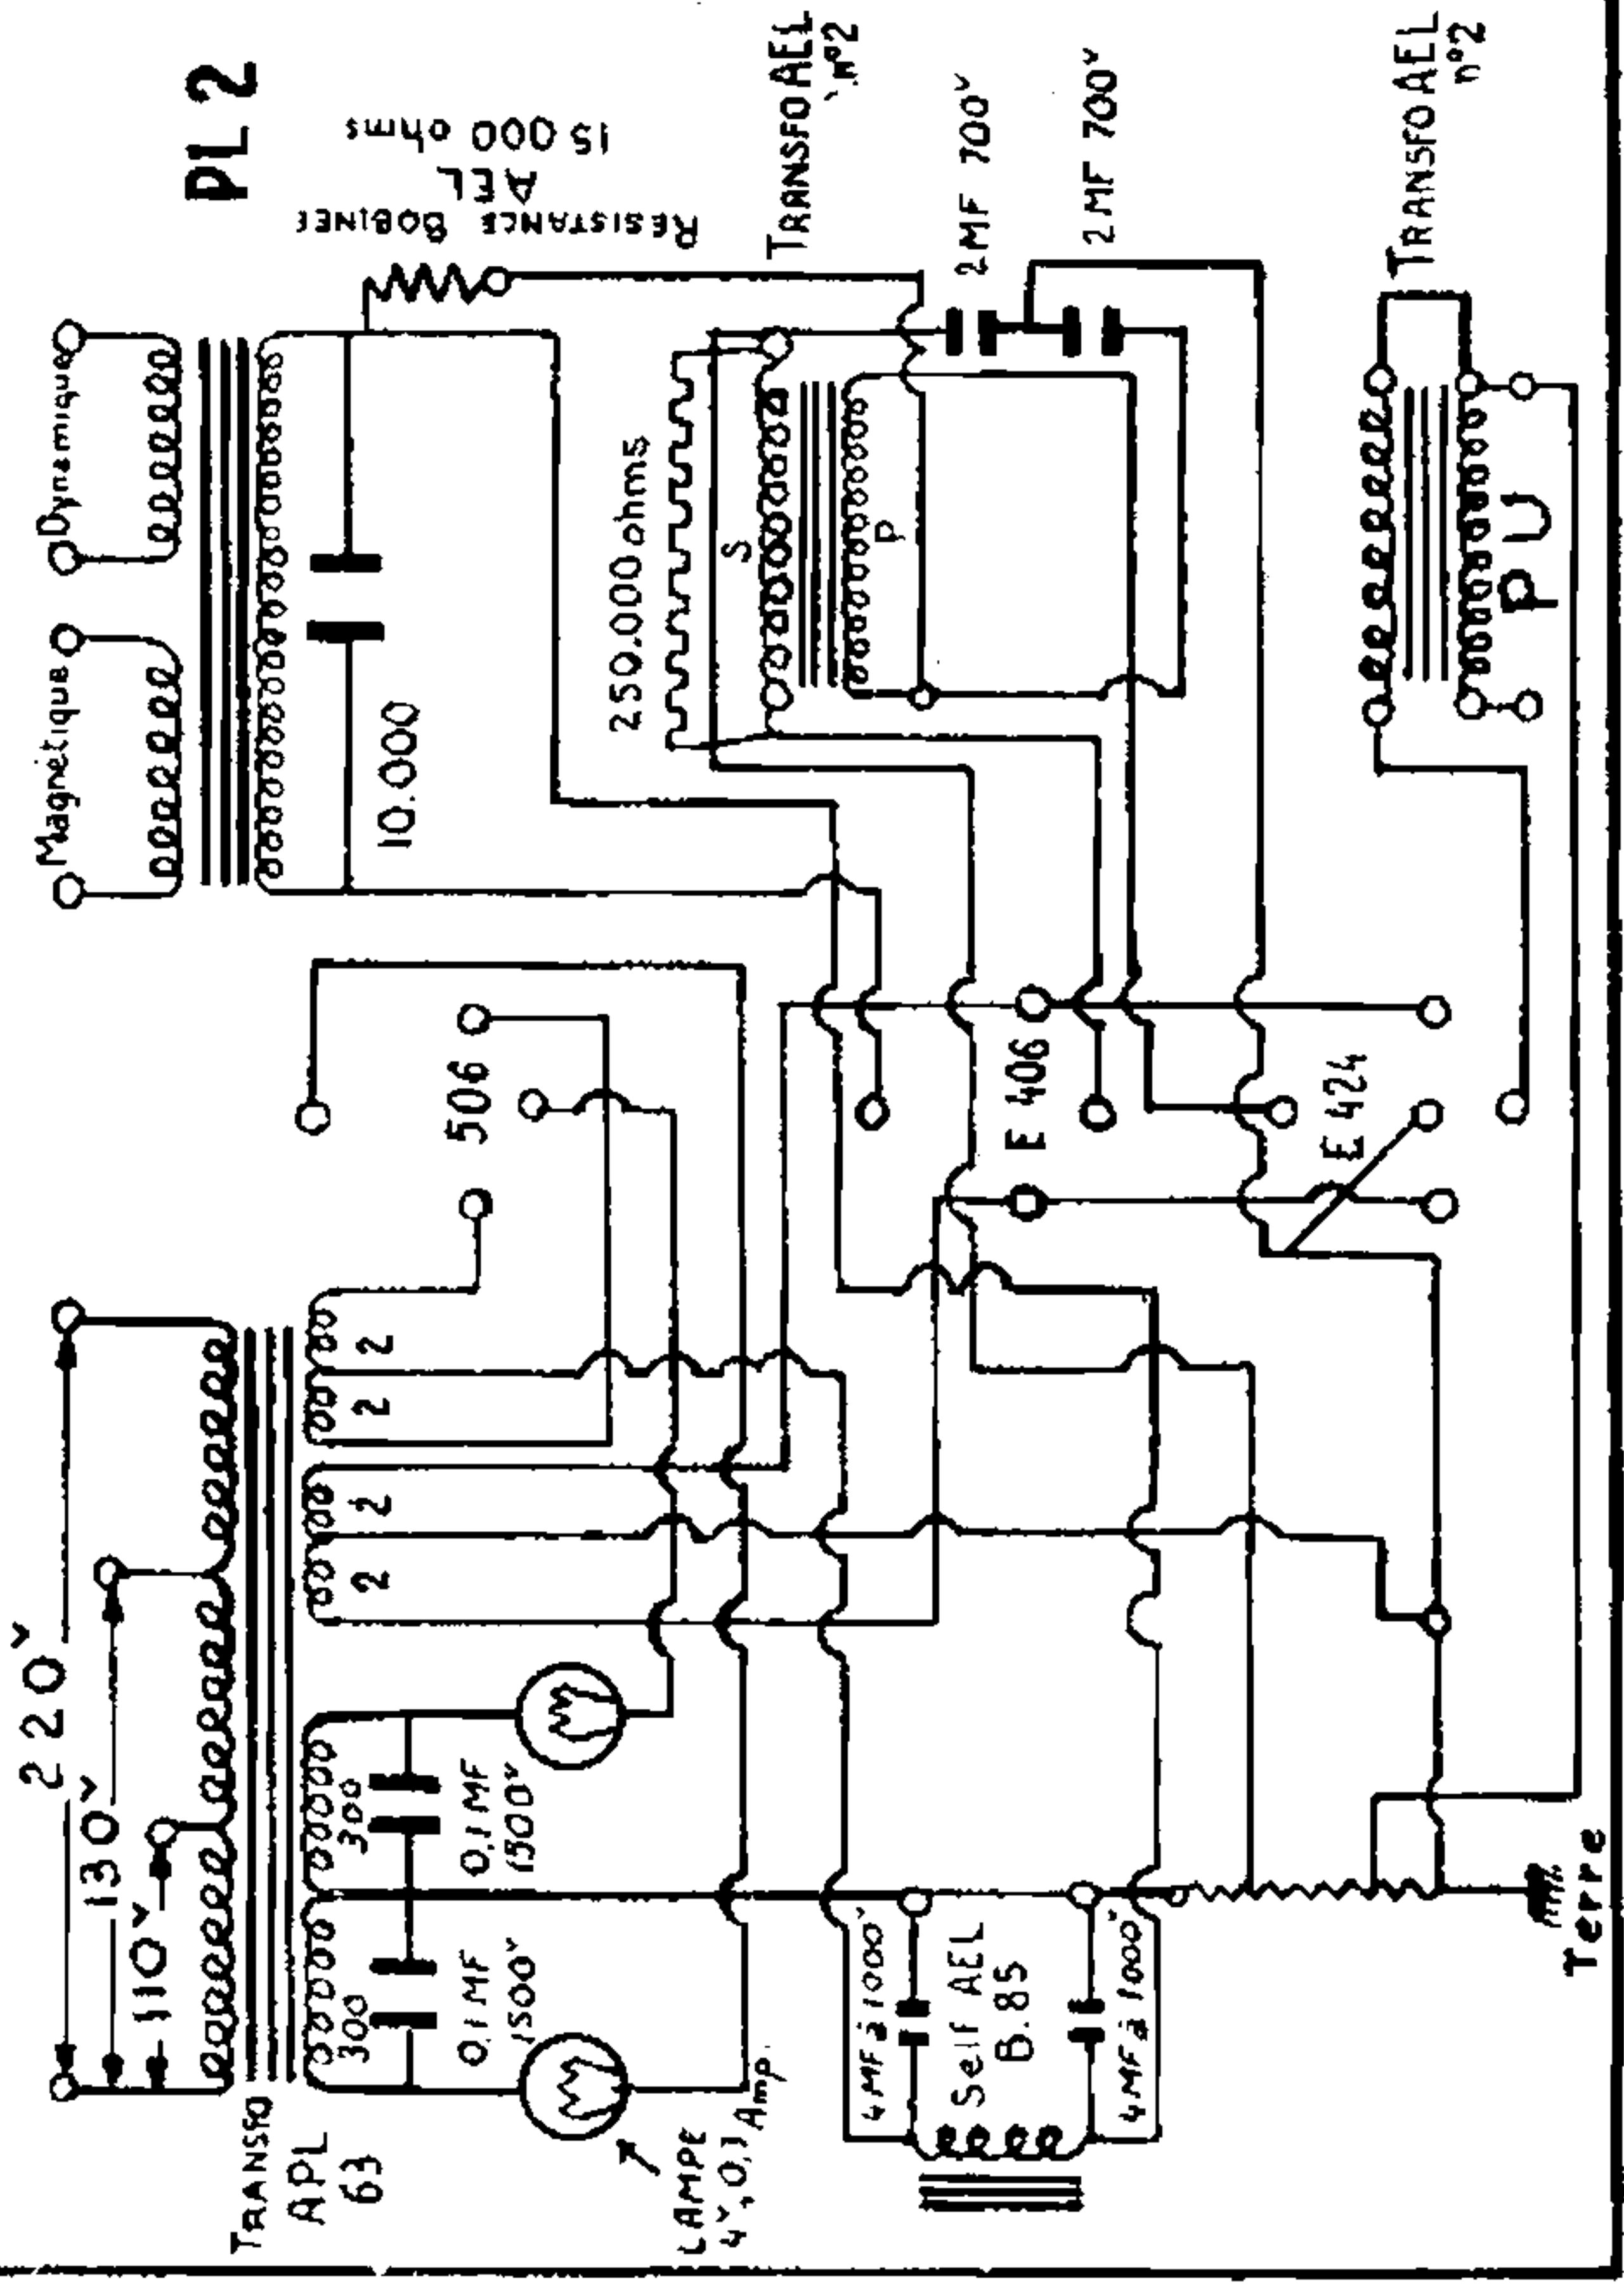 PL 2
220v
130v
110v
TRANSFO
APL
63
300
300
0,1 MF
1500v
0,1 MF
1500v
LAMPE
4v, 0,1 Amp
2
2
2
2
506
Magnétique
Dynamique
10.000
RESISTANCE BOBINEE
AEL
15 000 ohms
250.000 ohms
S
P
TRANSFO AEL
n°2
2 MF 700v
2 MF 700v
E 406
E 424
4 MF à 1000v
Self AEL
B.85
4 MF à 1000v
TRANSFO AEL
n°2
PU
Terre